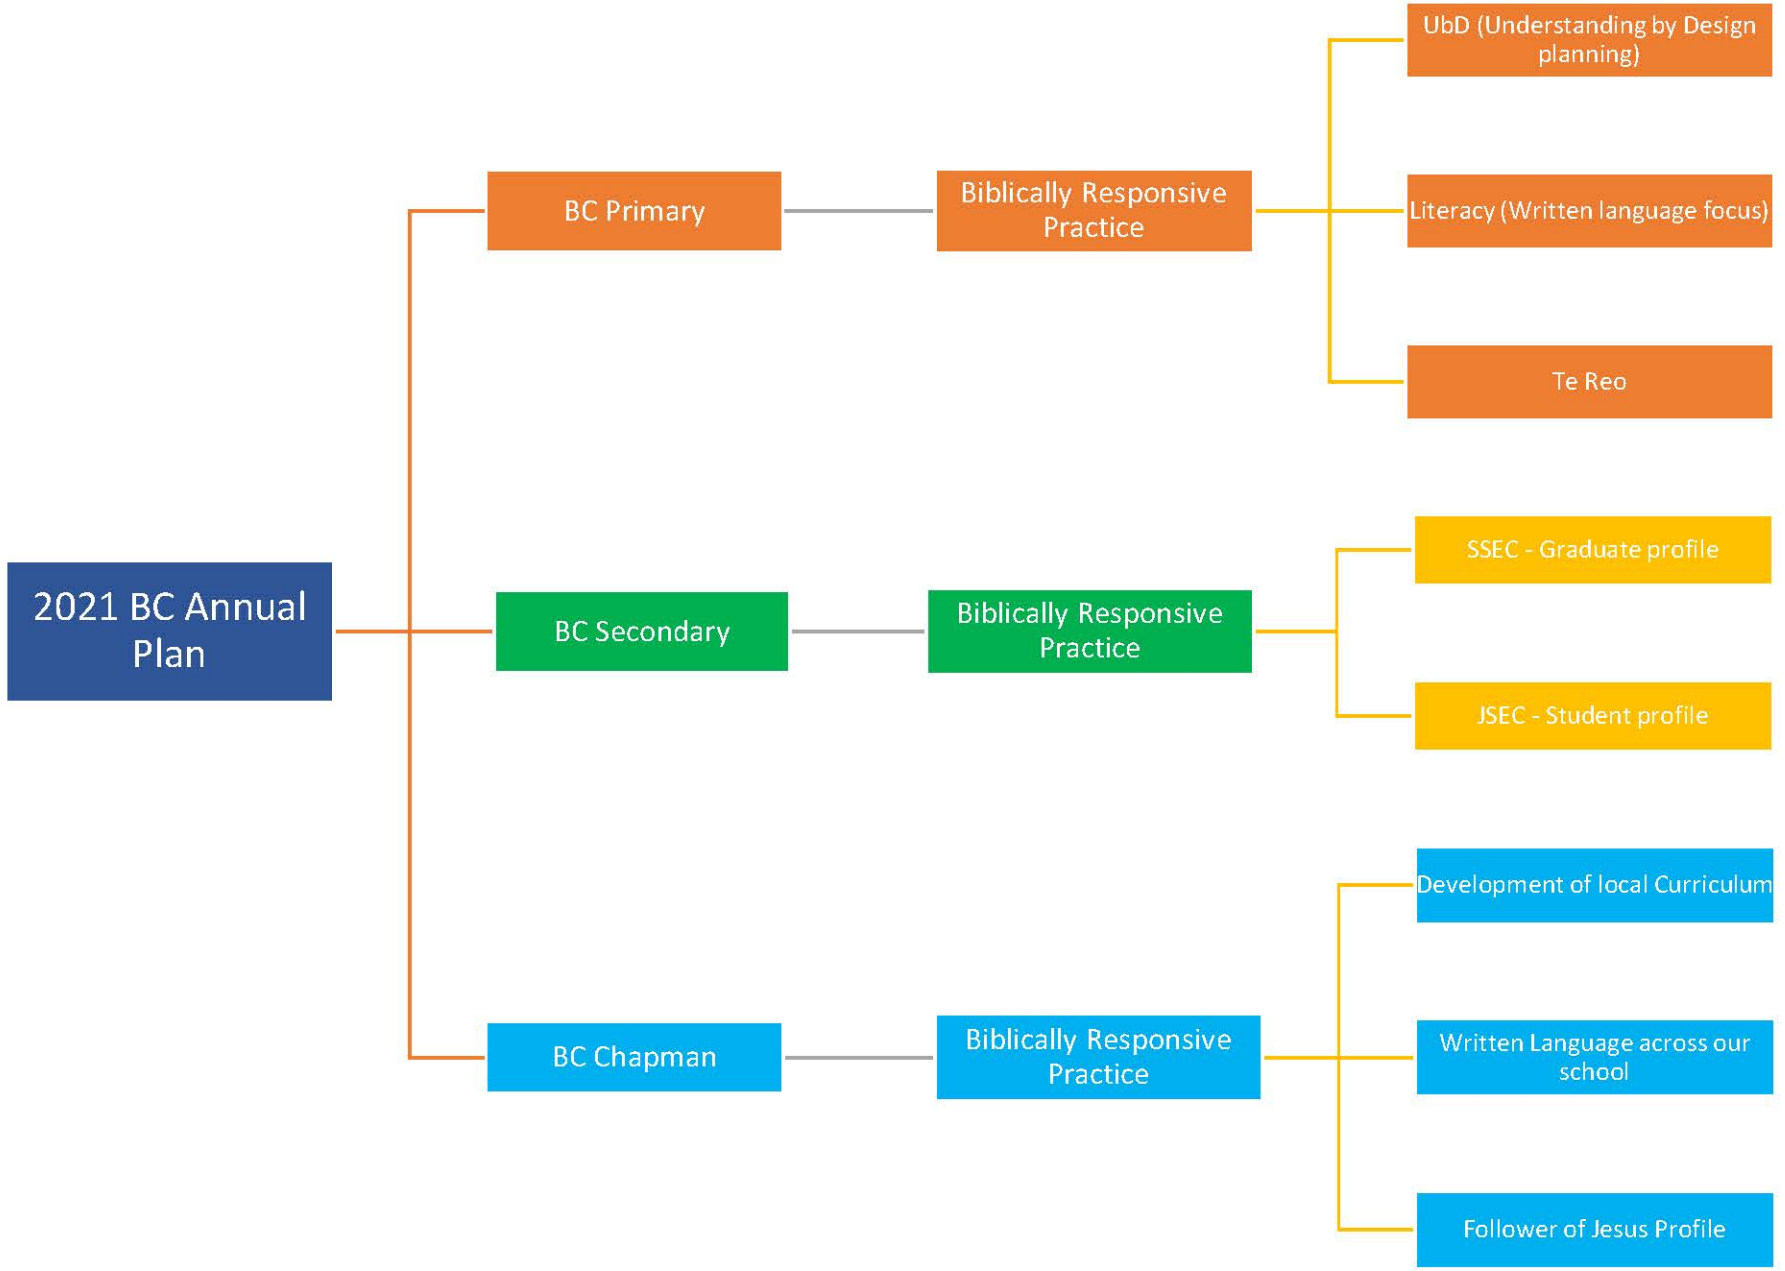 UbD (Understanding by Design
planning)
BC Primary
Biblically Responsive
Practice
Literacy (Written language focus)
Te Reo
SSEC - Graduate profile
2021 BC Annual
Plan
BC Secondary
Biblically Responsive
Practice
JSEC - Student profile
Development of local Curriculum
BC Chapman
Biblically Responsive
Practice
Written Language across our
school
Follower of Jesus Profile